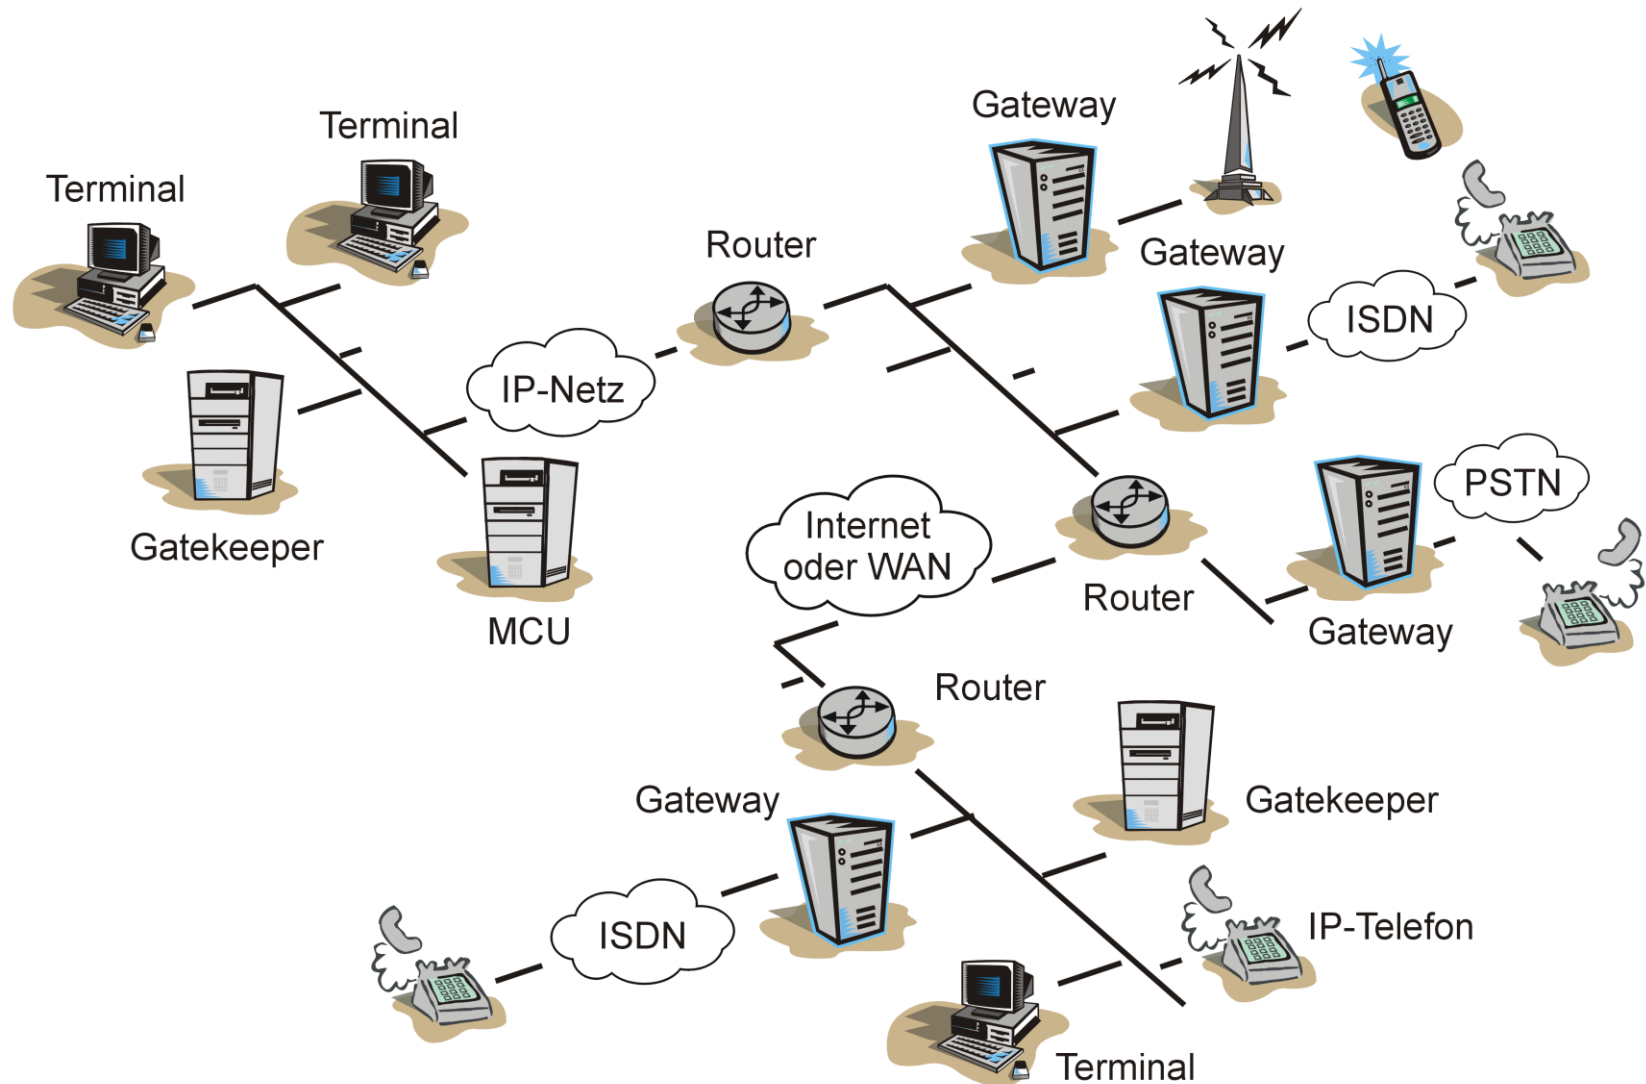 Gateway
Terminal
Terminal
Router
Gateway
ISDN
IP-Netz
PSTN
Internet
oder WAN
Gatekeeper
Router
MCU
Gateway
Router
Gateway
Gatekeeper
ISDN
IP-Telefon
Terminal